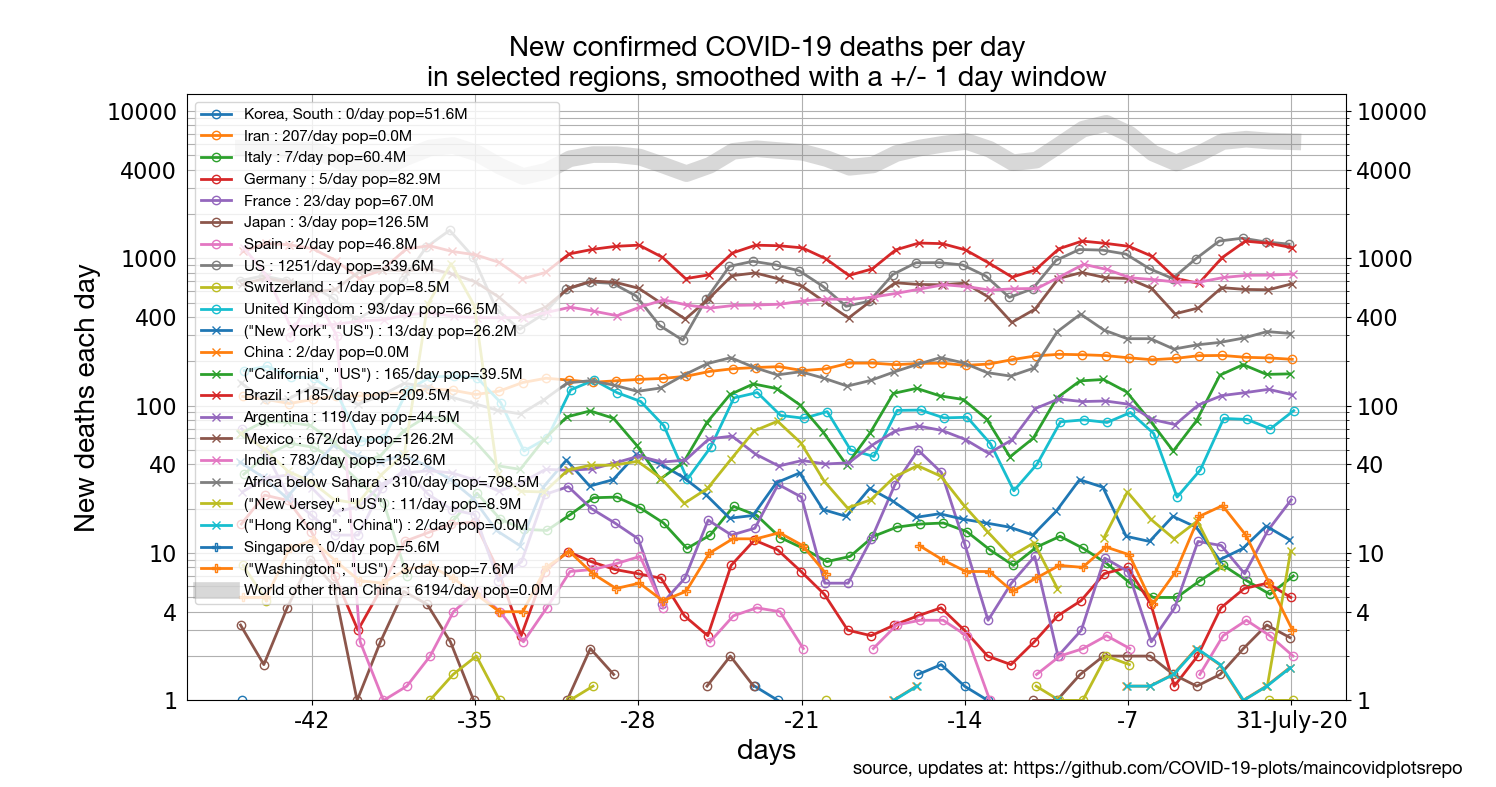 New confirmed COVID-19 deaths per day
in selected regions, smoothed with a +/- 1 day window
10000
4000
1000
400
100
40
10
4
1
New deaths each day
Korea, South : 0/day pop=51.6M
Iran : 207/day pop=0.0M
Italy : 7/day pop=60.4M
Germany : 5/day pop=82.9M
France : 23/day pop=67.0M
Japan : 3/day pop=126.5M
Spain : 2/day pop=46.8M
US : 1251/day pop=339.6M
Switzerland : 1/day pop=8.5M
United Kingdom : 93/day pop=66.5M
("New York", "US") : 13/day pop=26.2M
China : 2/day pop=0.0M
("California", "US") : 165/day pop=39.5M
Brazil : 1185/day pop=209.5M
Argentina : 119/day pop=44.5M
Mexico : 672/day pop=126.2M
India : 783/day pop=1352.6M
Africa below Sahara : 310/day pop=798.5M
("New Jersey", "US") : 11/day pop=8.9M
("Hong Kong", "China") : 2/day pop=0.0M
Singapore : 0/day pop=5.6M
("Washington", "US") : 3/day pop=7.6M
World other than China : 6194/day pop=0.0M
10000
4000
1000
400
100
40
10
4
1
-42 -35 -28 -21 -14 -7 31-July-20
days
source, updates at: https://github.com/COVID-19-plots/maincovidplotsrepo